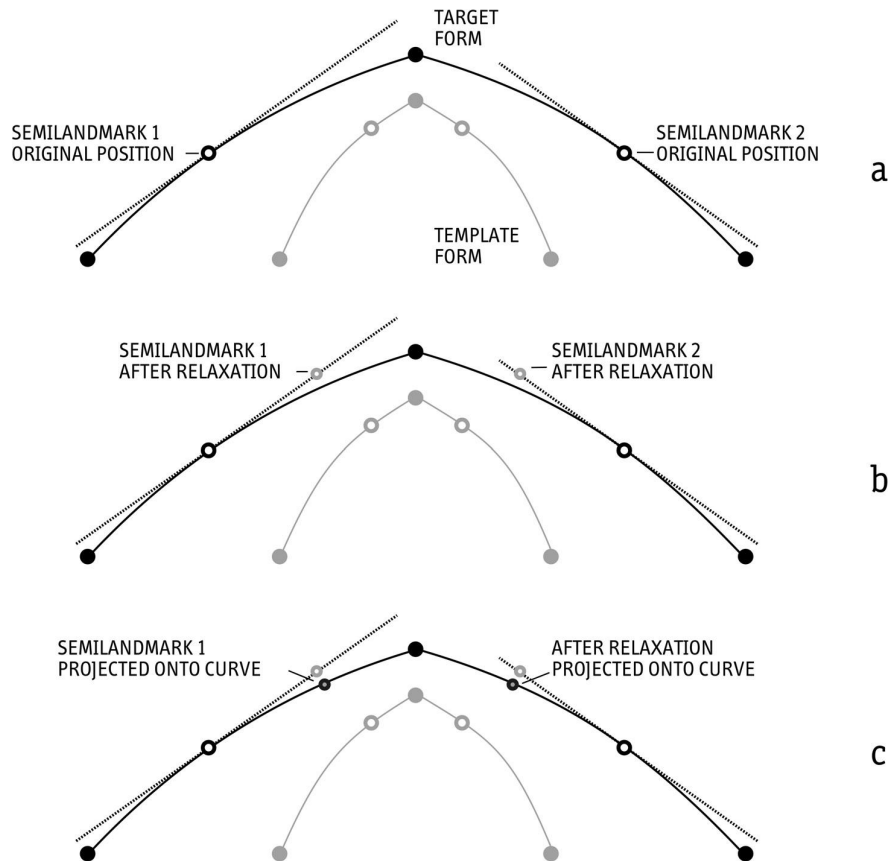 TARGET
FORM
SEMILANDMARK 1
ORIGINAL POSITION
SEMILANDMARK 2
ORIGINAL POSITION
a
TEMPLATE
FORM
SEMILANDMARK 1
AFTER RELAXATION
SEMILANDMARK 2
AFTER RELAXATION
b
SEMILANDMARK 1
PROJECTED ONTO CURVE
AFTER RELAXATION
PROJECTED ONTO CURVE
c